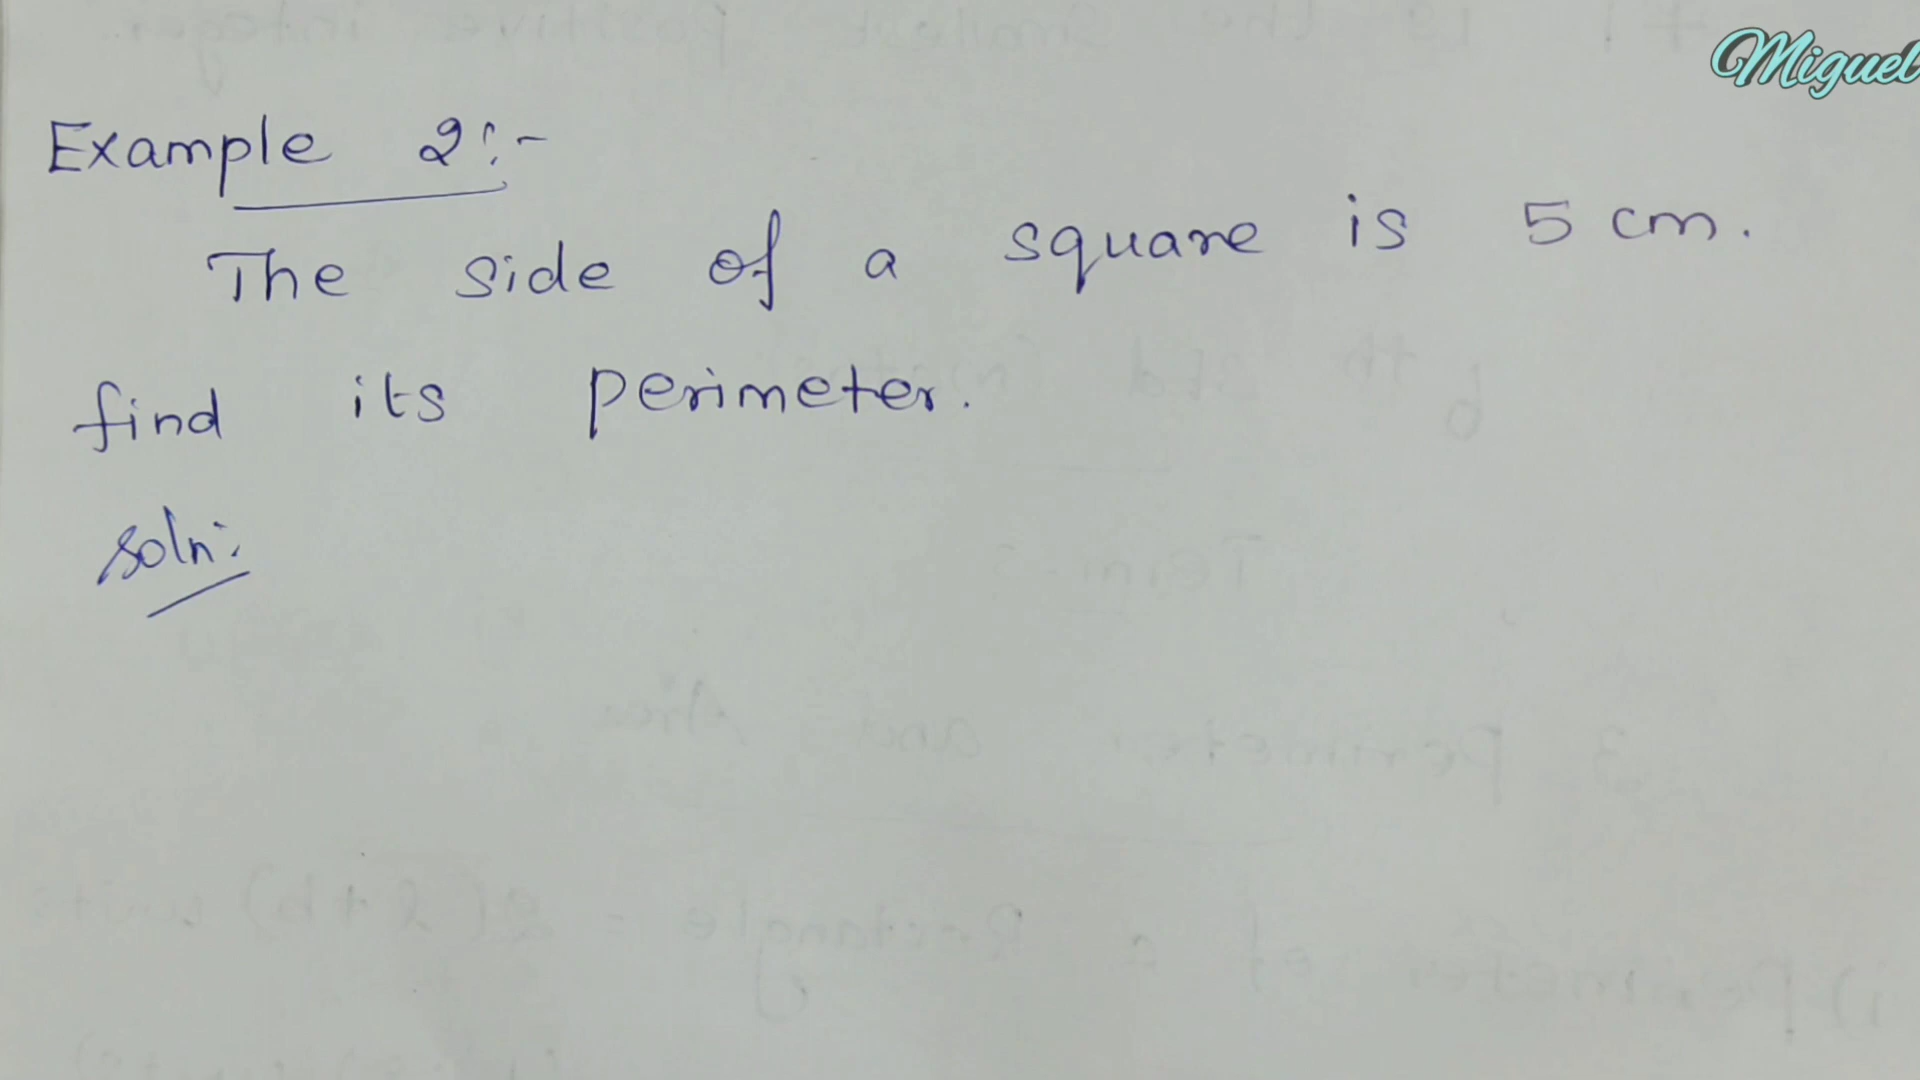 Miguel
Example 2:-
The side of a square is 5 cm.
find its perimeter.
soln: